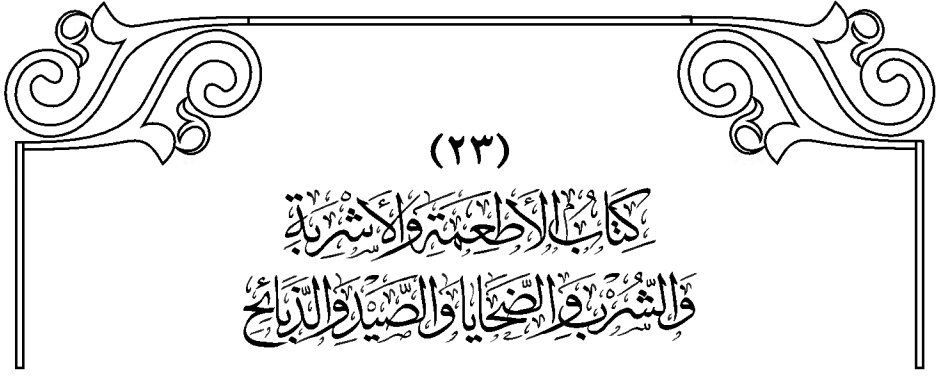 (٢٣)
كِتَابُ الأَطْعِمَةِ وَالأَشْرِبَةِ
وَالشُّرْبِ وَالضَّحَايَا وَالصَّيْدِ وَالذَّبَائِحِ